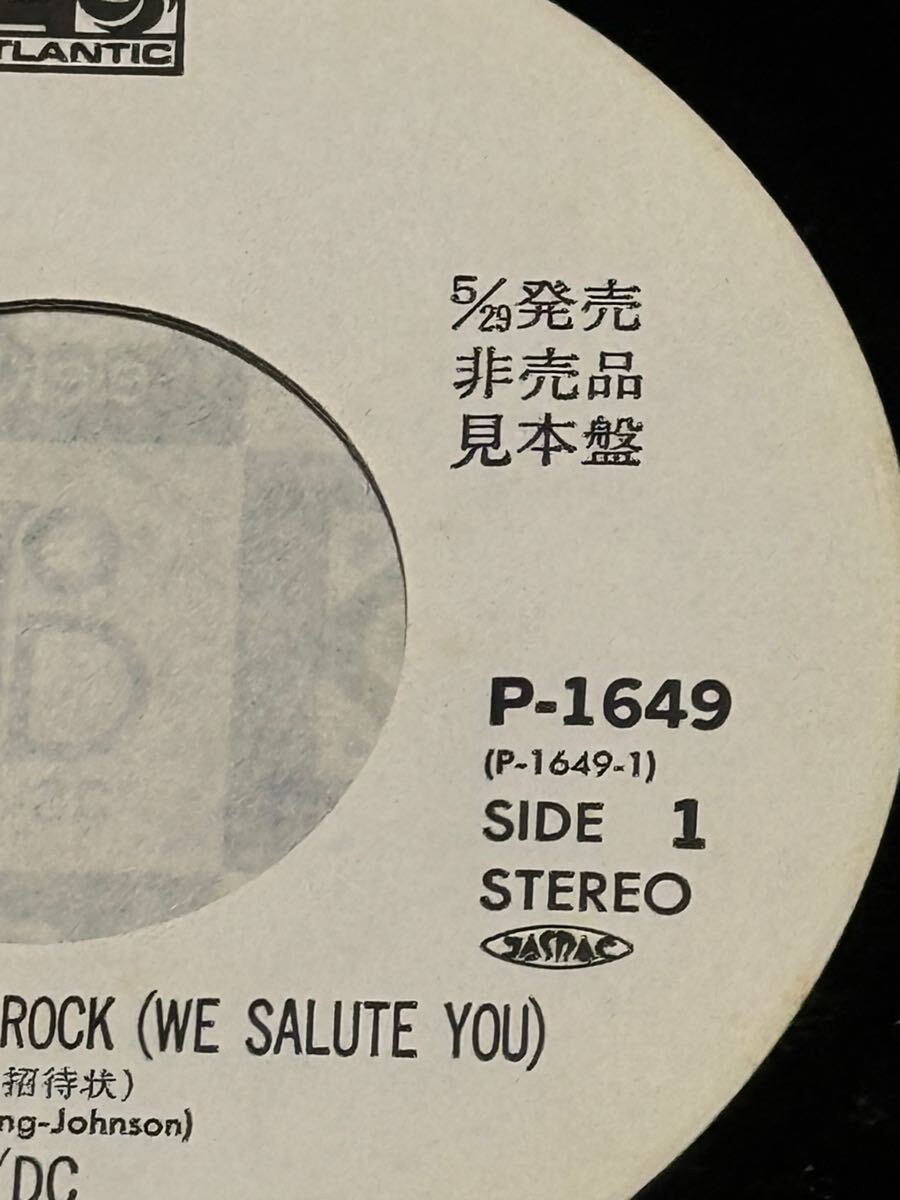 TLANTIC
5/29発売
非売品
見本盤
P-1649
(P-1649-1)
SIDE 1
STEREO
JASRAC
ROCK (WE SALUTE YOU)
招待状)
ng-Johnson)
/DC